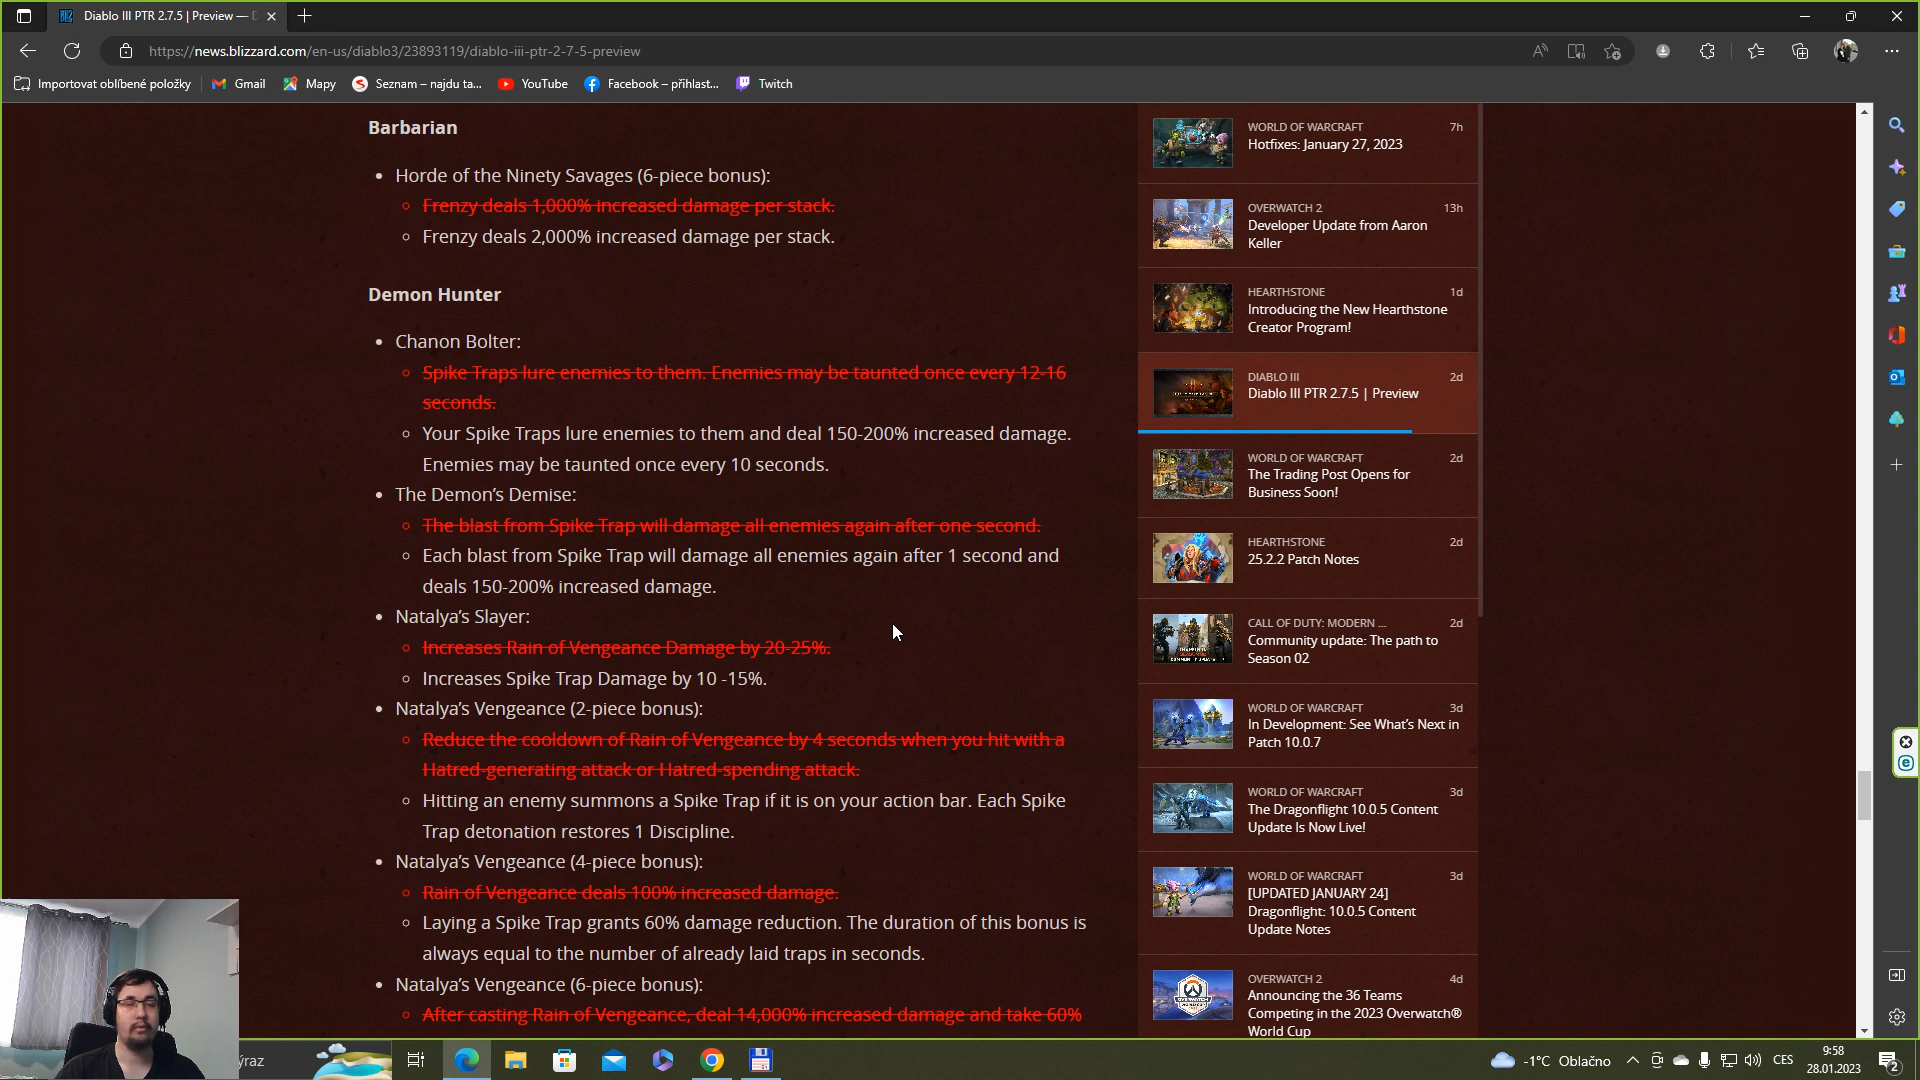 Diablo III PTR 2.7.5 | Preview — D
https://news.blizzard.com/en-us/diablo3/23893119/diablo-iii-ptr-2-7-5-preview
Importovat oblíbené položky
Gmail
Mapy
Seznam – najdu ta...
YouTube
Facebook – přihlast...
Twitch
Barbarian
Horde of the Ninety Savages (6-piece bonus):
Frenzy deals 1,000% increased damage per stack.
Frenzy deals 2,000% increased damage per stack.
Demon Hunter
Chanon Bolter:
Spike Traps lure enemies to them. Enemies may be taunted once every 12-16
seconds.
Your Spike Traps lure enemies to them and deal 150-200% increased damage.
Enemies may be taunted once every 10 seconds.
The Demon's Demise:
The blast from Spike Trap will damage all enemies again after one second.
Each blast from Spike Trap will damage all enemies again after 1 second and
deals 150-200% increased damage.
Natalya's Slayer:
Increases Rain of Vengeance Damage by 20-25%.
Increases Spike Trap Damage by 10 -15%.
Natalya's Vengeance (2-piece bonus):
Reduce the cooldown of Rain of Vengeance by 4 seconds when you hit with a
Hatred-generating attack or Hatred-spending attack.
Hitting an enemy summons a Spike Trap if it is on your action bar. Each Spike
Trap detonation restores 1 Discipline.
Natalya's Vengeance (4-piece bonus):
Rain of Vengeance deals 100% increased damage.
Laying a Spike Trap grants 60% damage reduction. The duration of this bonus is
always equal to the number of already laid traps in seconds.
Natalya's Vengeance (6-piece bonus):
After casting Rain of Vengeance, deal 14,000% increased damage and take 60%
WORLD OF WARCRAFT 7h
Hotfixes: January 27, 2023
OVERWATCH 2 13h
Developer Update from Aaron
Keller
HEARTHSTONE 1d
Introducing the New Hearthstone
Creator Program!
DIABLO III 2d
Diablo III PTR 2.7.5 | Preview
WORLD OF WARCRAFT 2d
The Trading Post Opens for
Business Soon!
HEARTHSTONE 2d
25.2.2 Patch Notes
CALL OF DUTY: MODERN ... 2d
Community update: The path to
Season 02
WORLD OF WARCRAFT 3d
In Development: See What's Next in
Patch 10.0.7
WORLD OF WARCRAFT 3d
The Dragonflight 10.0.5 Content
Update Is Now Live!
WORLD OF WARCRAFT 3d
[UPDATED JANUARY 24]
Dragonflight: 10.0.5 Content
Update Notes
OVERWATCH 2 4d
Announcing the 36 Teams
Competing in the 2023 Overwatch®
World Cup
ýraz
-1°C Oblačno
CES
9:58
28.01.2023
2